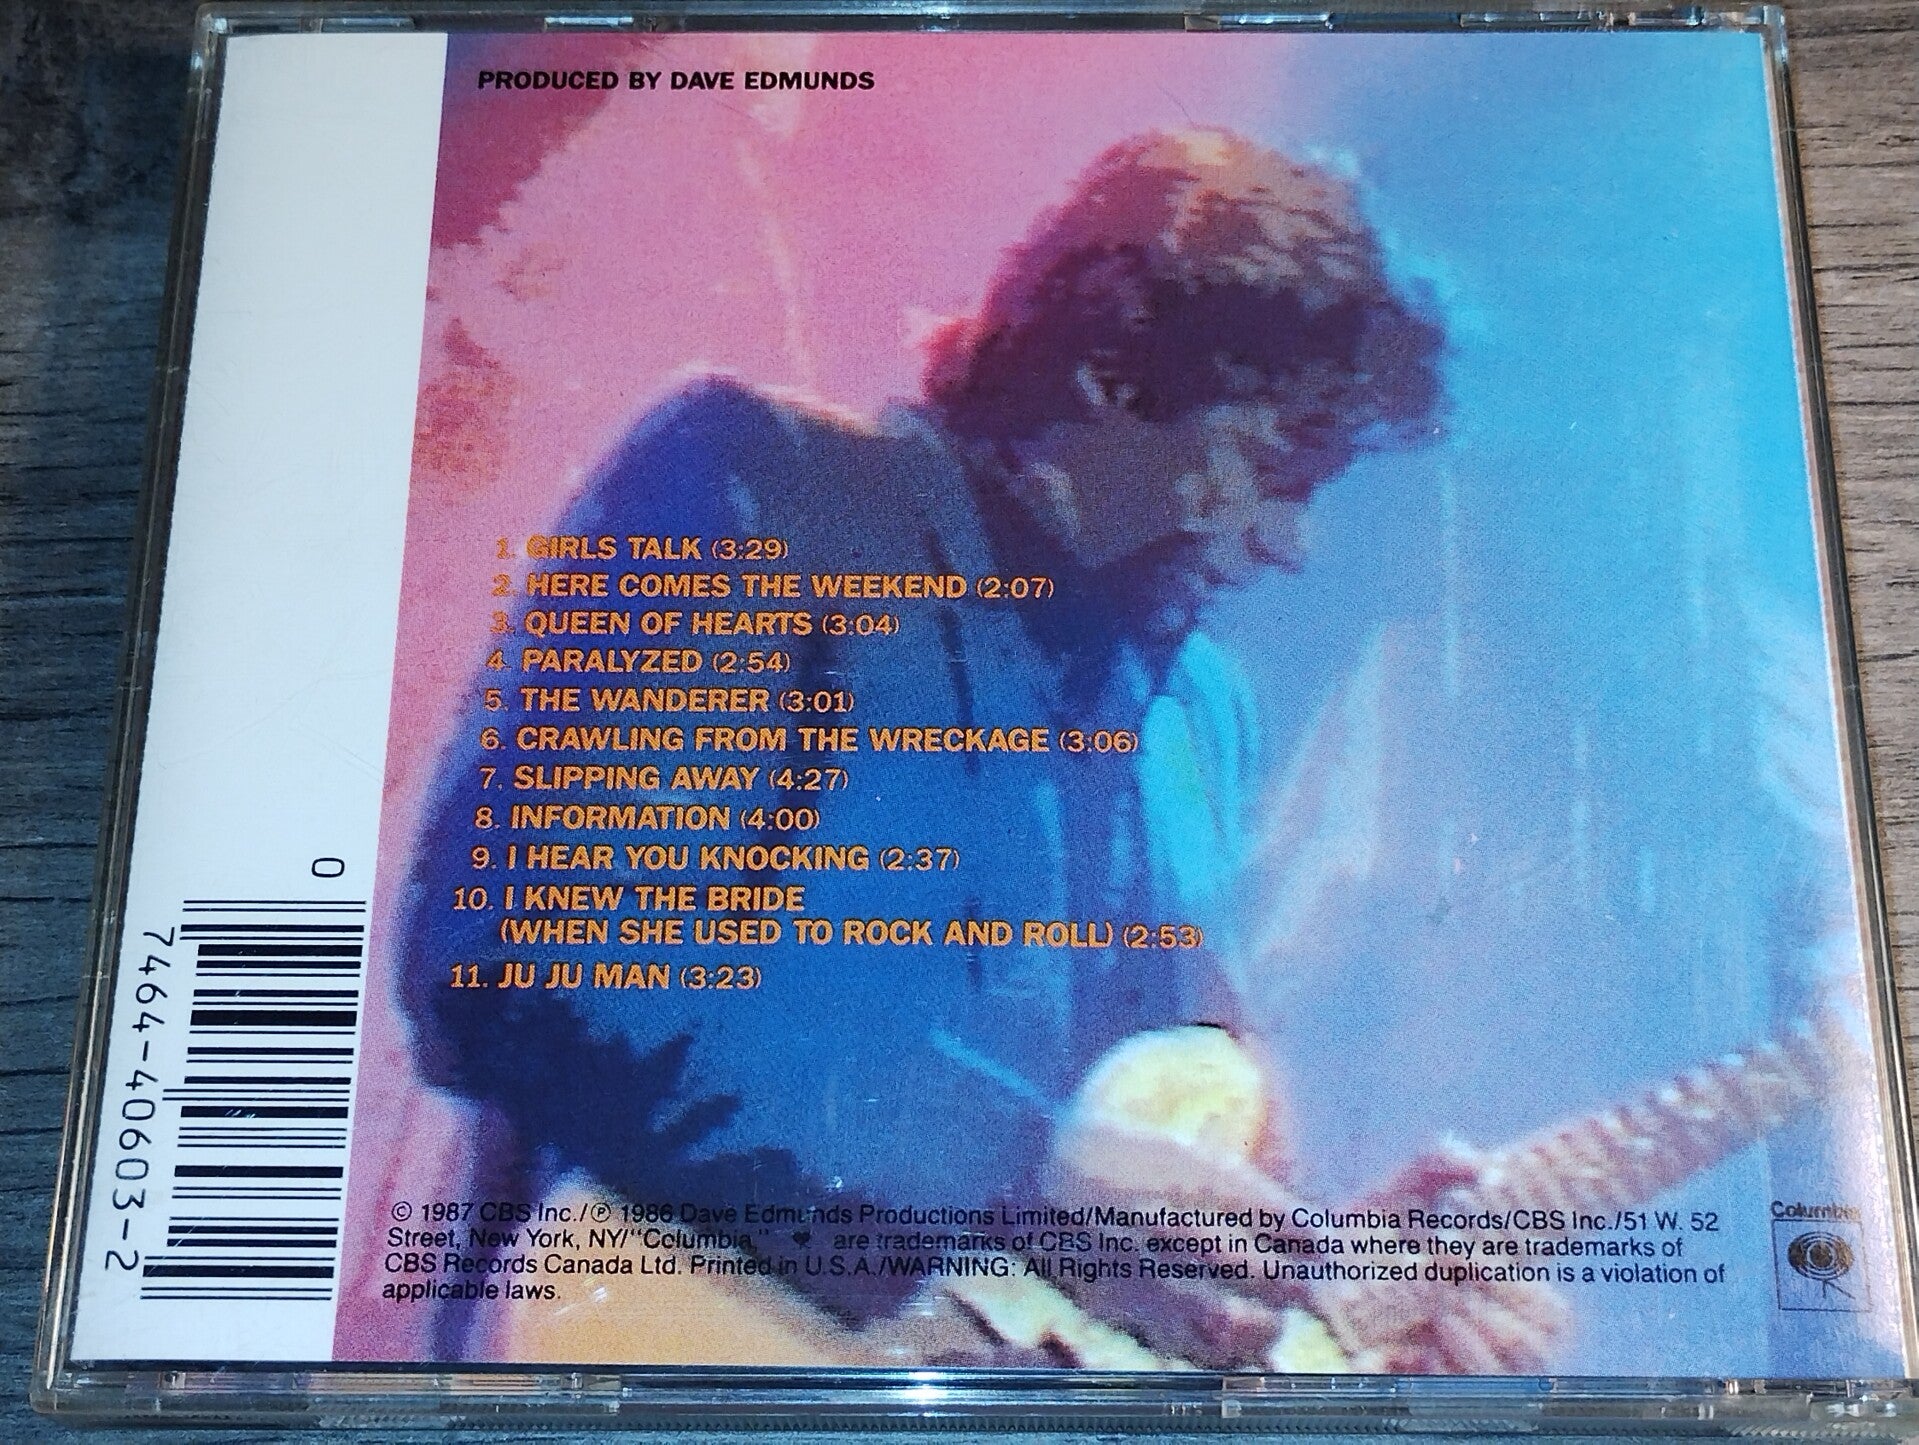 PRODUCED BY DAVE EDMUNDS
1. GIRLS TALK (3:29)
2. HERE COMES THE WEEKEND (2:07)
3. QUEEN OF HEARTS (3:04)
4. PARALYZED (2:54)
5. THE WANDERER (3:01)
6. CRAWLING FROM THE WRECKAGE (3:06)
7. SLIPPING AWAY (4:27)
8. INFORMATION (4:00)
9. I HEAR YOU KNOCKING (2:37)
10. I KNEW THE BRIDE
(WHEN SHE USED TO ROCK AND ROLL) (2:53)
11. JU JU MAN (3:23)
0
7464-40603-2
© 1987 CBS Inc./℗ 1986 Dave Edmunds Productions Limited/Manufactured by Columbia Records/CBS Inc./51 W. 52
Street, New York, NY/"Columbia," are trademarks of CBS Inc. except in Canada where they are trademarks of
CBS Records Canada Ltd. Printed in U.S.A./WARNING: All Rights Reserved. Unauthorized duplication is a violation of
applicable laws.
Columbia